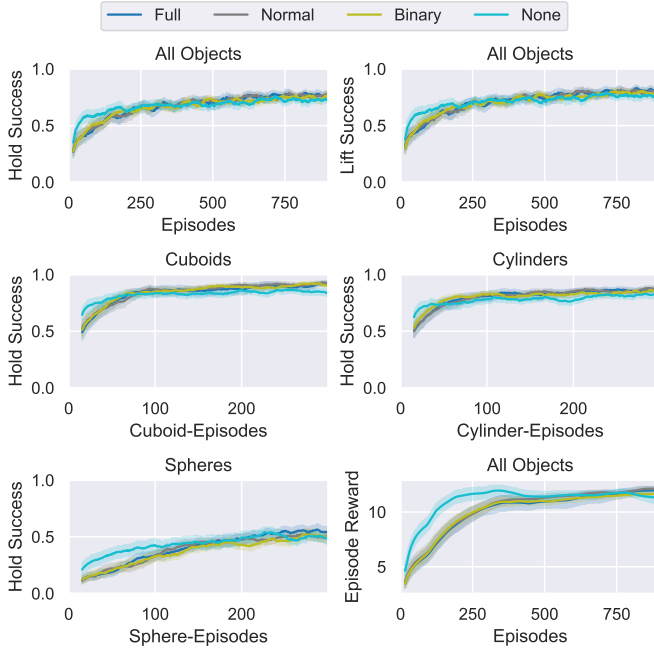 Full Normal Binary None
All Objects All Objects
Hold Success 1.0 0.5 0.0
0 250 500 750
Episodes
Lift Success 1.0 0.5 0.0
0 250 500 750
Episodes
Cuboids Cylinders
Hold Success 1.0 0.5 0.0
0 100 200
Cuboid-Episodes
Hold Success 1.0 0.5 0.0
0 100 200
Cylinder-Episodes
Spheres All Objects
Hold Success 1.0 0.5 0.0
0 100 200
Sphere-Episodes
Episode Reward 10 5
0 250 500 750
Episodes